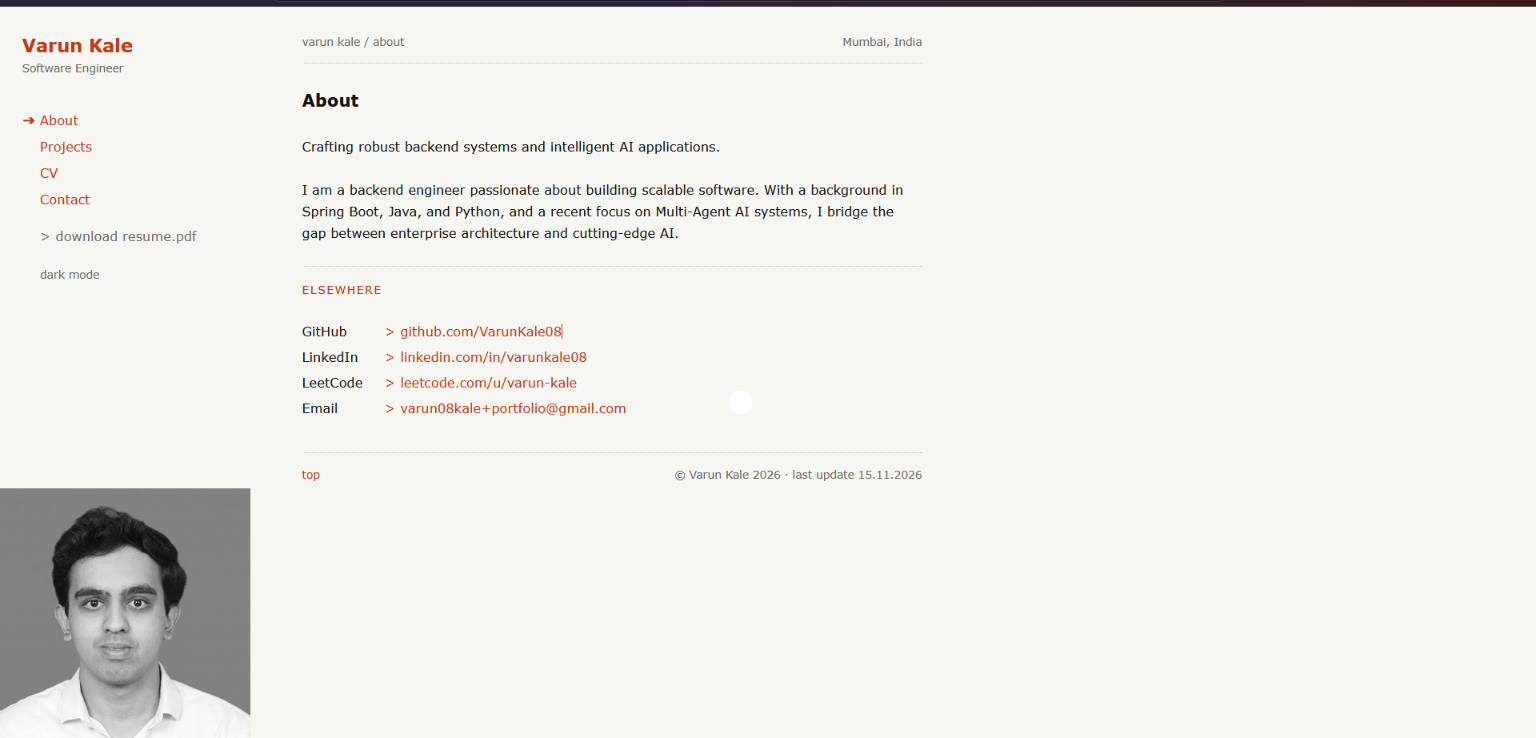 Varun Kale
Software Engineer
➔ About
Projects
CV
Contact
> download resume.pdf
dark mode
varun kale / about
Mumbai, India
About
Crafting robust backend systems and intelligent AI applications.
I am a backend engineer passionate about building scalable software. With a background in
Spring Boot, Java, and Python, and a recent focus on Multi-Agent AI systems, I bridge the
gap between enterprise architecture and cutting-edge AI.
ELSEWHERE
GitHub > github.com/VarunKale08
LinkedIn > linkedin.com/in/varunkale08
LeetCode > leetcode.com/u/varun-kale
Email > varun08kale+portfolio@gmail.com
top
© Varun Kale 2026 · last update 15.11.2026